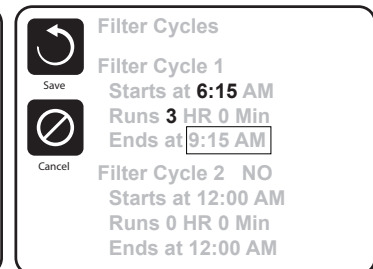 Filter Cycles
Save
Filter Cycle 1
Starts at 6:15 AM
Runs 3 HR 0 Min
Ends at 9:15 AM
Cancel
Filter Cycle 2 NO
Starts at 12:00 AM
Runs 0 HR 0 Min
Ends at 12:00 AM